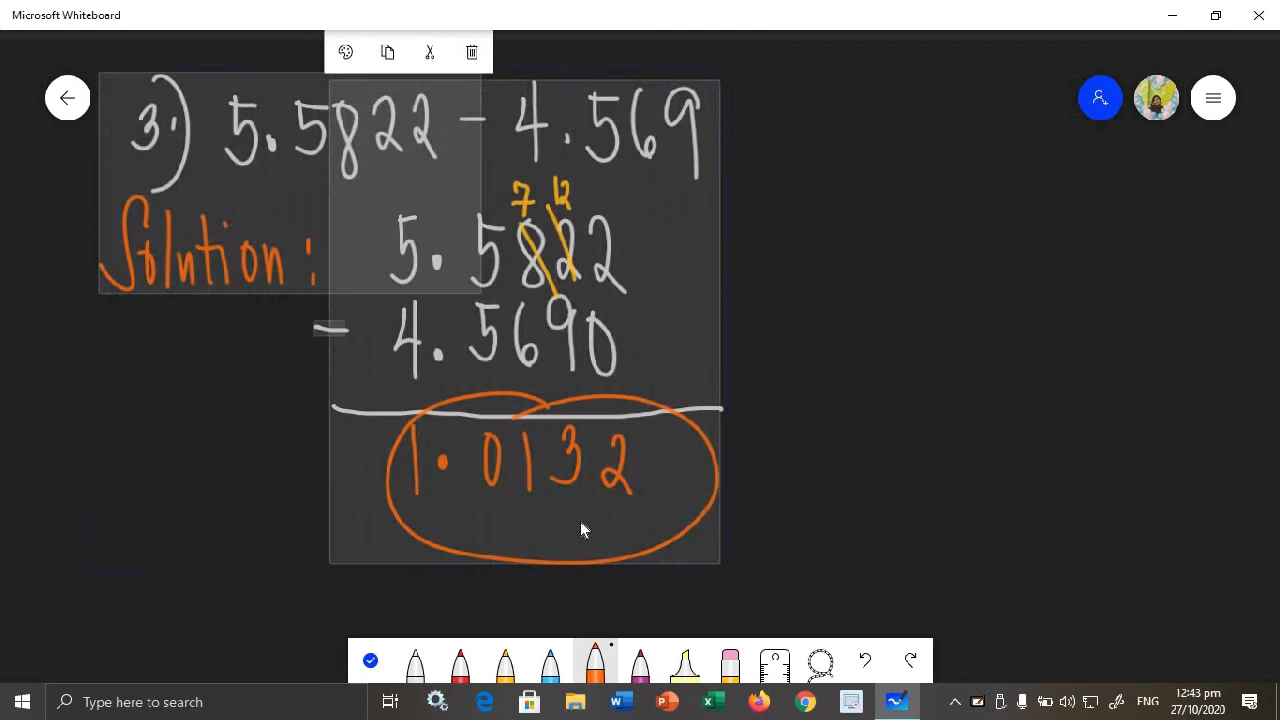 Microsoft Whiteboard
3.) 5.5822 - 4.569
7 12
Solution: 5.5822
- 4.5690
1.0132
Type here to search
ENG
12:43 pm
27/10/2020